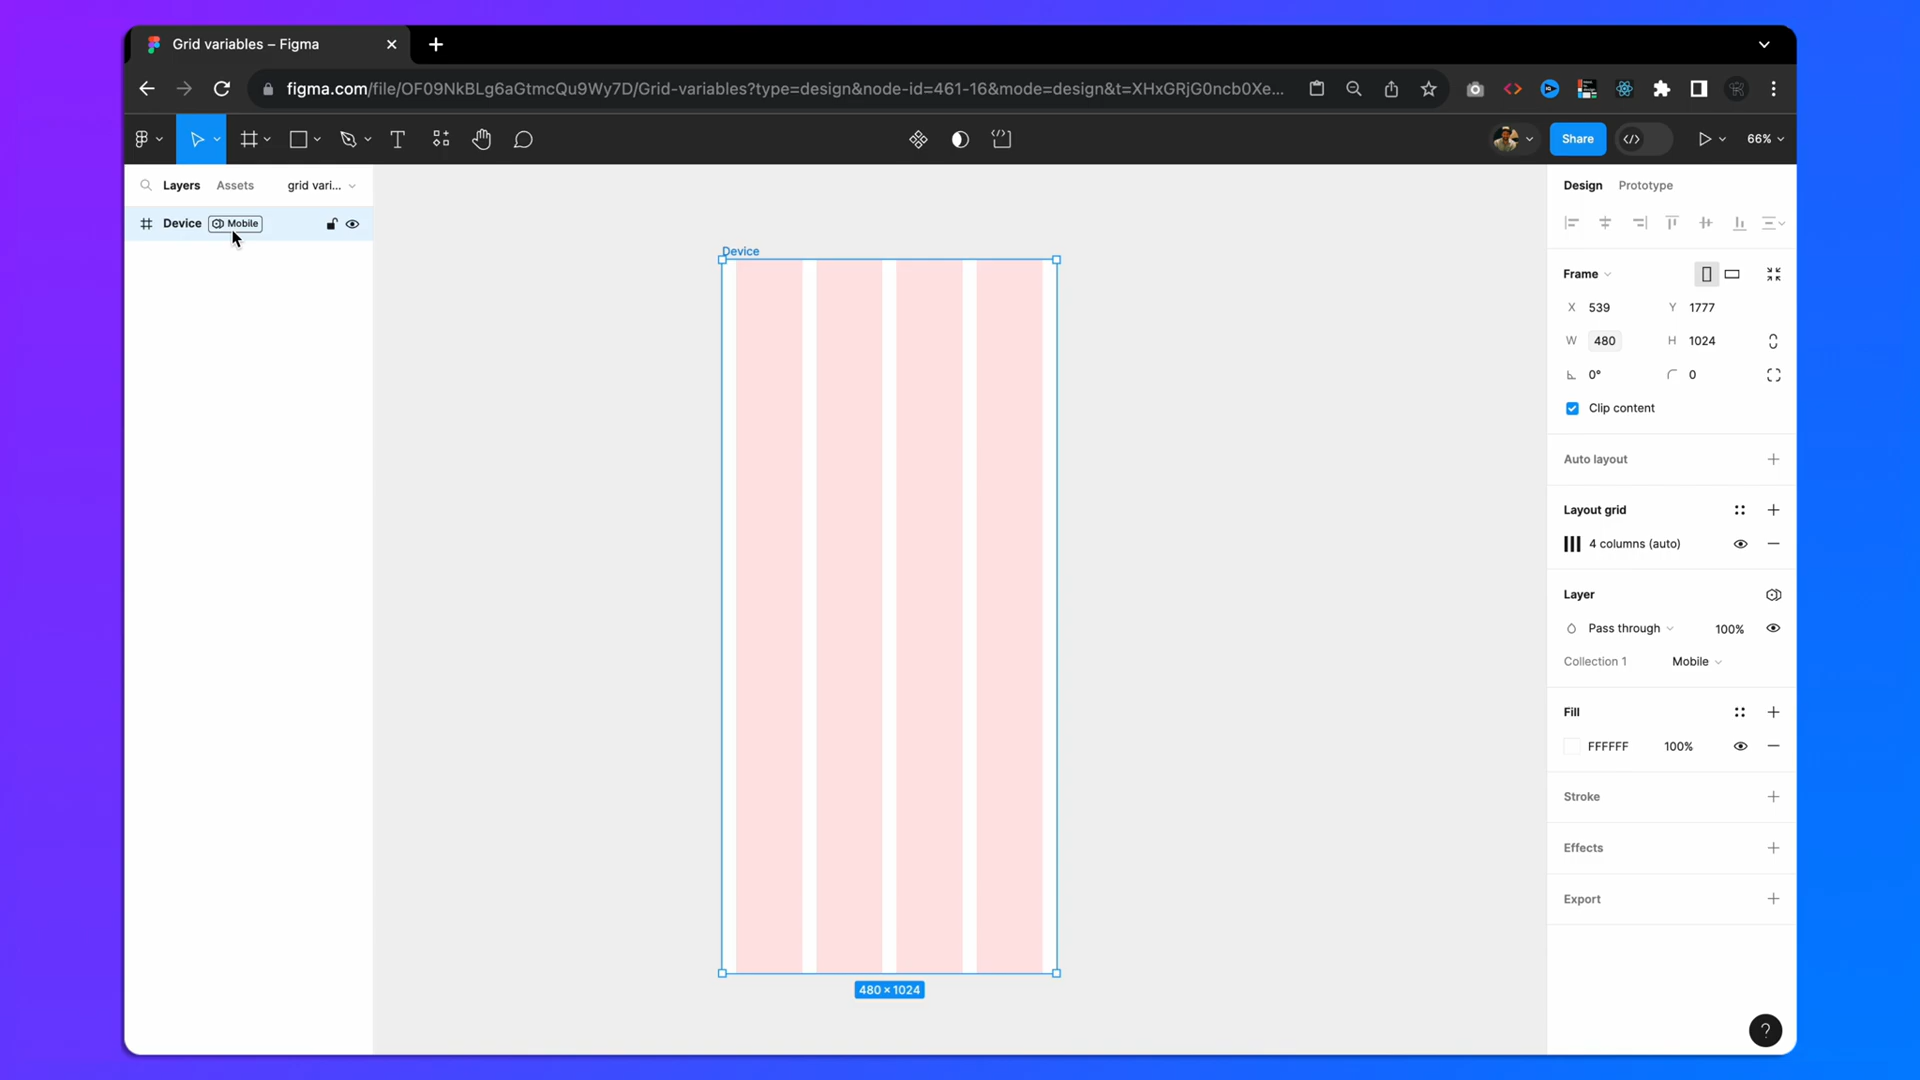 Grid variables – Figma
figma.com/file/OF09NkBLg6aGtmcQu9Wy7D/Grid-variables?type=design&node-id=461-16&mode=design&t=XHxGRjG0ncb0Xe...
Share
66%
Layers Assets grid vari...
Device Mobile
Device
480 × 1024
Design Prototype
Frame
X 539 Y 1777
W 480 H 1024
0° 0
Clip content
Auto layout
Layout grid
4 columns (auto)
Layer
Pass through 100%
Collection 1 Mobile
Fill
FFFFFF 100%
Stroke
Effects
Export
?